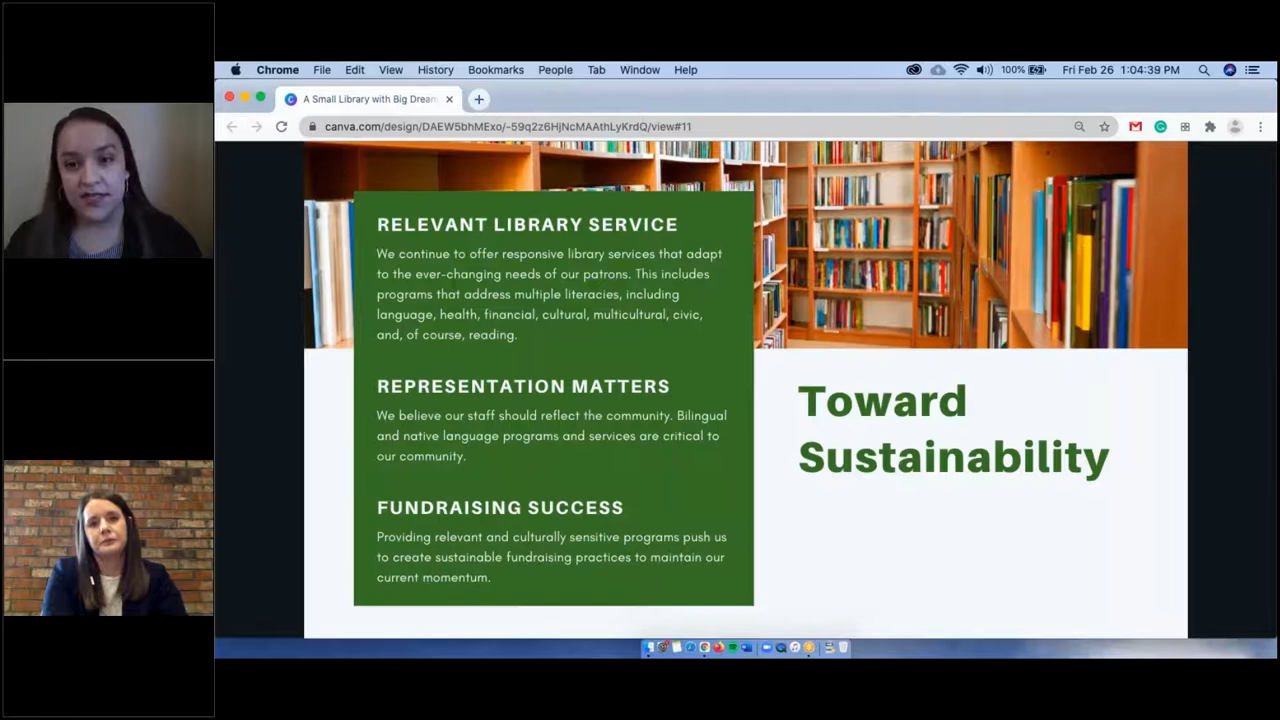 Chrome File Edit View History Bookmarks People Tab Window Help 100% Fri Feb 26 1:04:39 PM
A Small Library with Big Dream
canva.com/design/DAEW5bhMExo/-59q2z6HjNcMAAthLyKrdQ/view#11
RELEVANT LIBRARY SERVICE
We continue to offer responsive library services that adapt
to the ever-changing needs of our patrons. This includes
programs that address multiple literacies, including
language, health, financial, cultural, multicultural, civic,
and, of course, reading.
REPRESENTATION MATTERS
We believe our staff should reflect the community. Bilingual
and native language programs and services are critical to
our community.
FUNDRAISING SUCCESS
Providing relevant and culturally sensitive programs push us
to create sustainable fundraising practices to maintain our
current momentum.
Toward
Sustainability